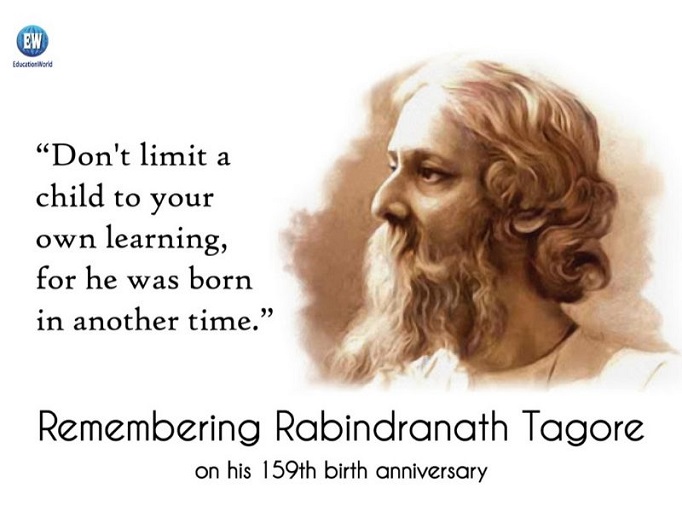 EW
EducationWorld
“Don't limit a
child to your
own learning,
for he was born
in another time.”
Remembering Rabindranath Tagore
on his 159th birth anniversary